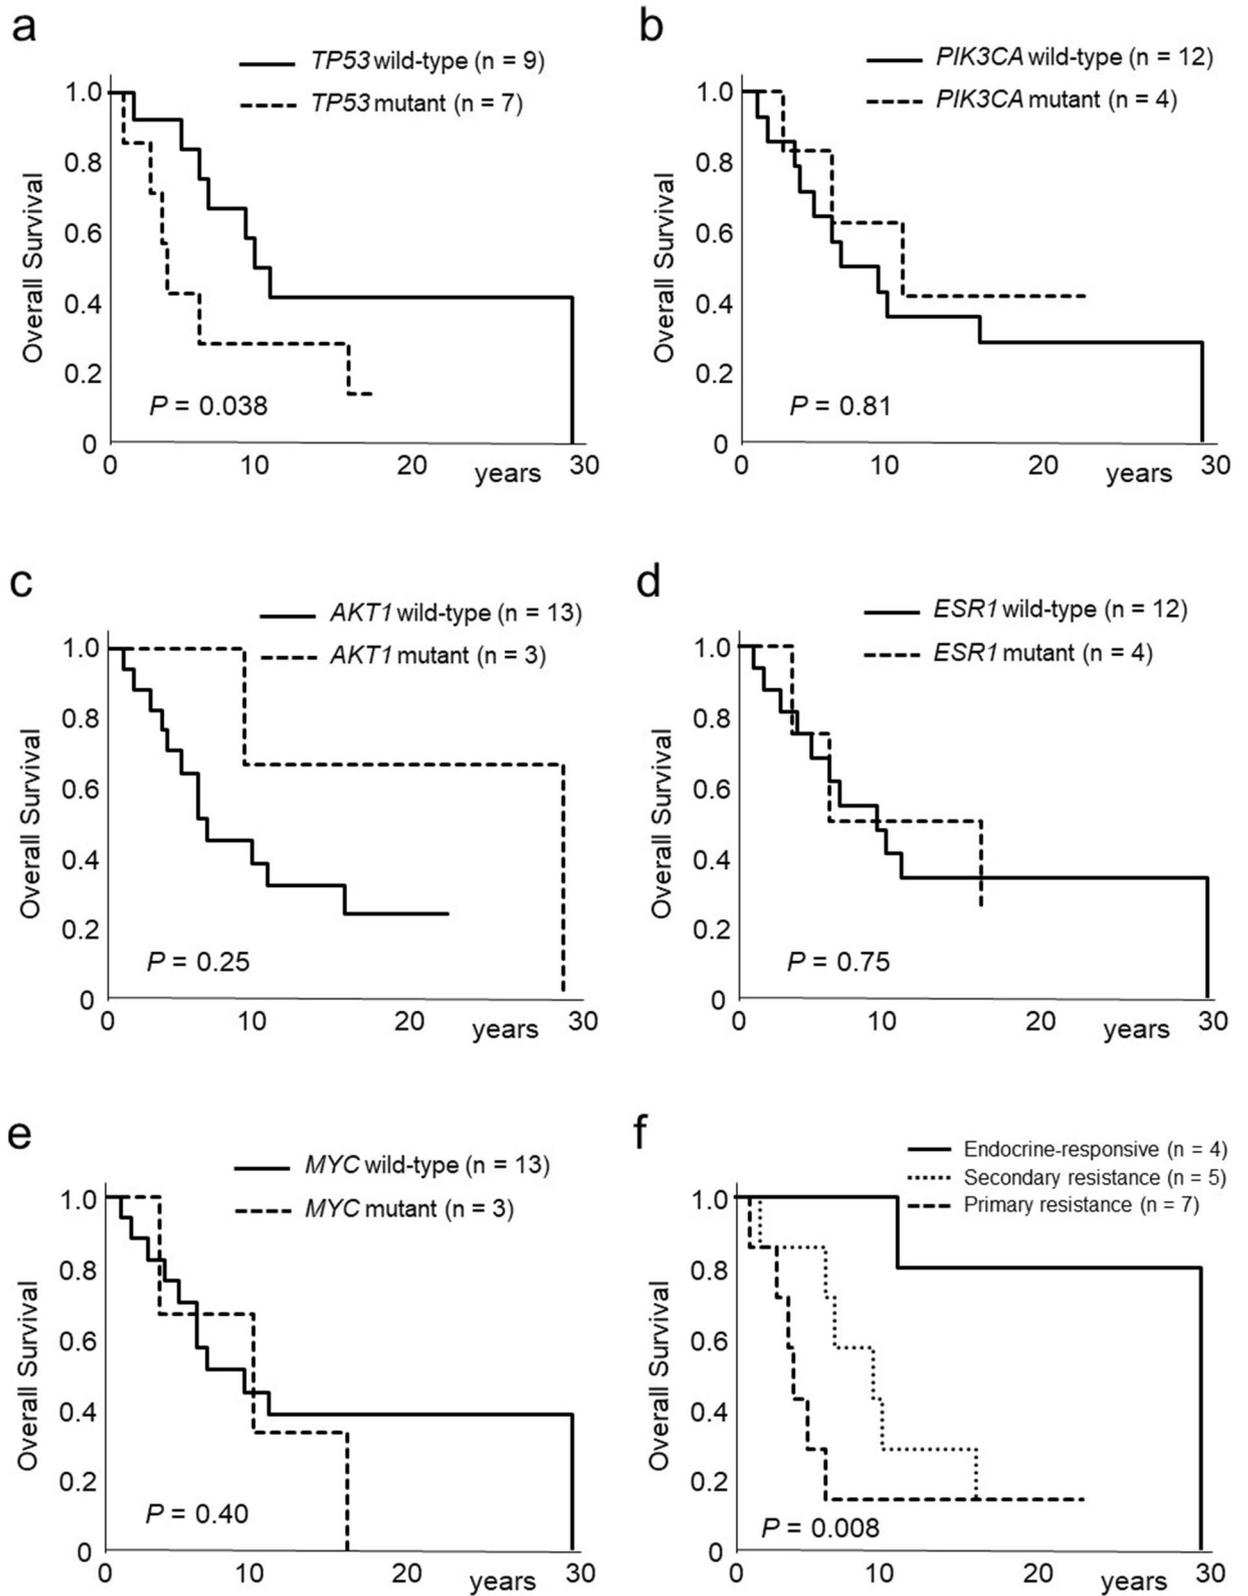 a
TP53 wild-type (n = 9)
TP53 mutant (n = 7)
1.0
0.8
0.6
0.4
0.2
0
Overall Survival
P = 0.038
0 10 20 years 30
b
PIK3CA wild-type (n = 12)
PIK3CA mutant (n = 4)
1.0
0.8
0.6
0.4
0.2
0
Overall Survival
P = 0.81
0 10 20 years 30
c
AKT1 wild-type (n = 13)
AKT1 mutant (n = 3)
1.0
0.8
0.6
0.4
0.2
0
Overall Survival
P = 0.25
0 10 20 years 30
d
ESR1 wild-type (n = 12)
ESR1 mutant (n = 4)
1.0
0.8
0.6
0.4
0.2
0
Overall Survival
P = 0.75
0 10 20 years 30
e
MYC wild-type (n = 13)
MYC mutant (n = 3)
1.0
0.8
0.6
0.4
0.2
0
Overall Survival
P = 0.40
0 10 20 years 30
f
Endocrine-responsive (n = 4)
Secondary resistance (n = 5)
Primary resistance (n = 7)
1.0
0.8
0.6
0.4
0.2
0
Overall Survival
P = 0.008
0 10 20 years 30